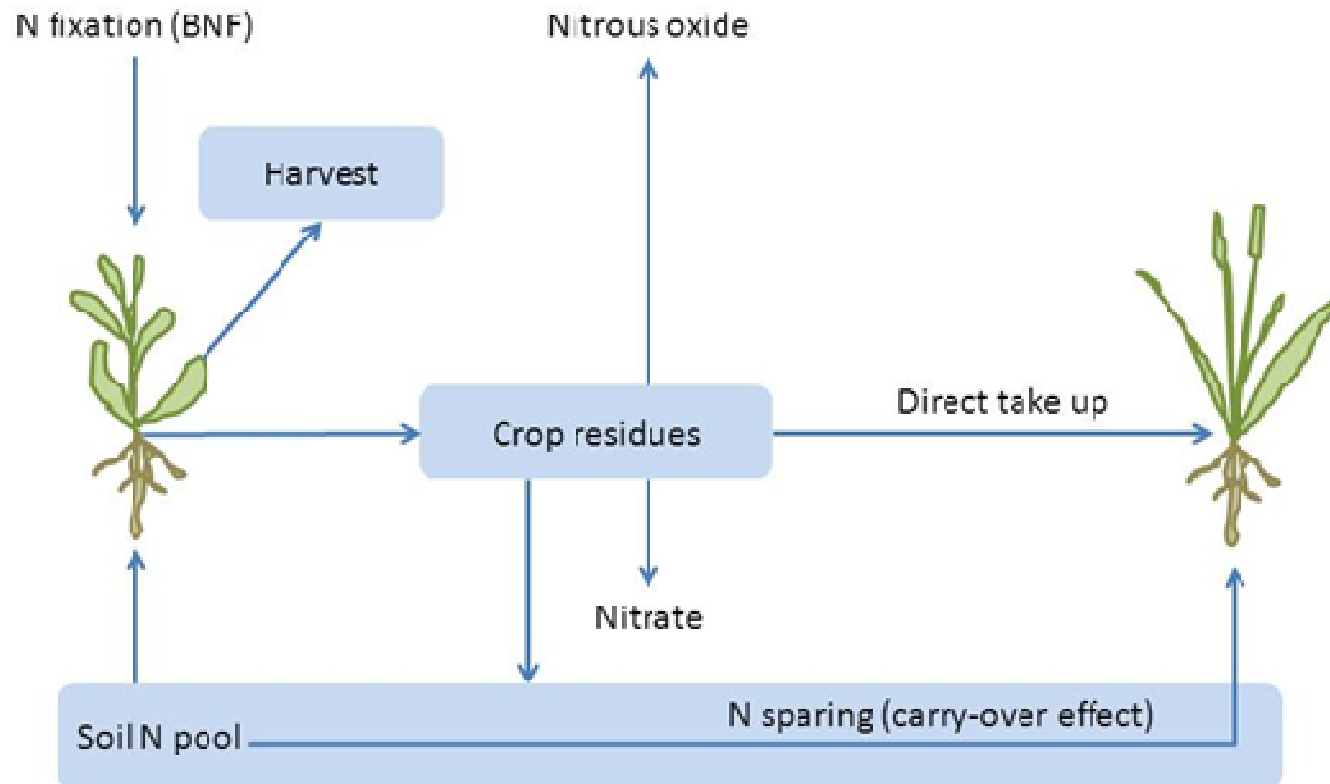 N fixation (BNF)
Nitrous oxide
Harvest
Direct take up
Crop residues
Nitrate
N sparing (carry-over effect)
Soil N pool